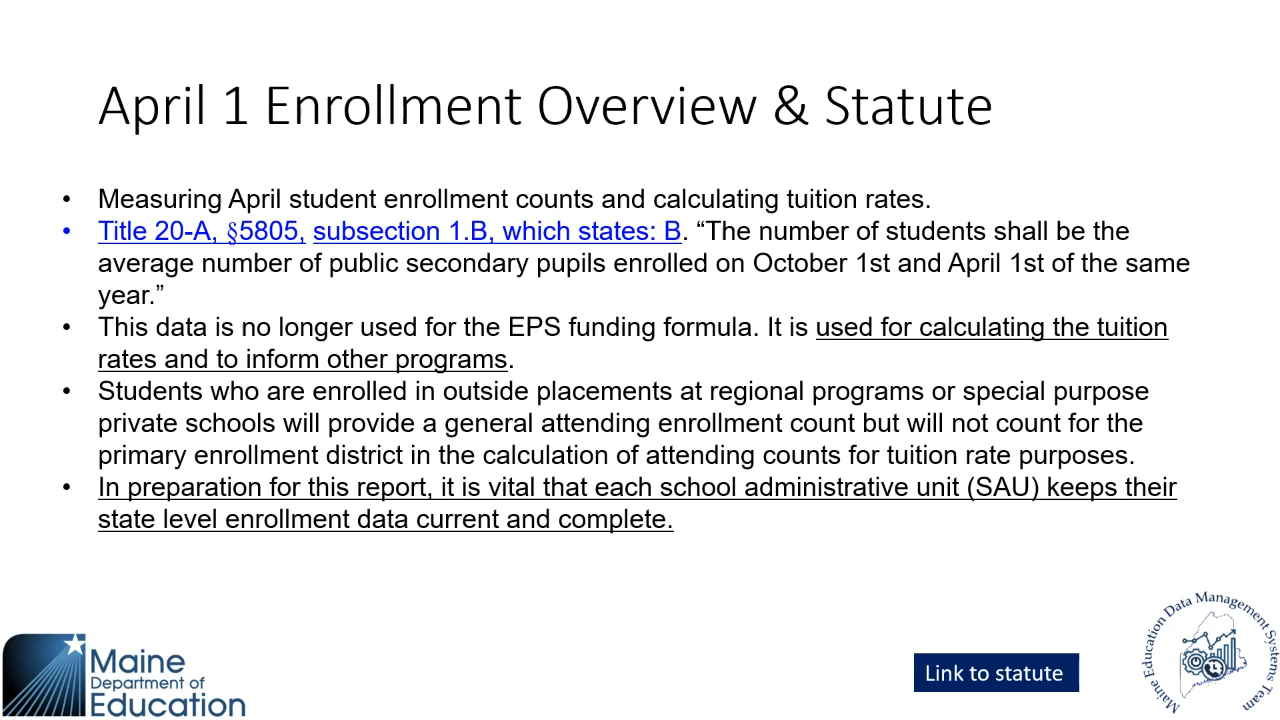 April 1 Enrollment Overview & Statute
• Measuring April student enrollment counts and calculating tuition rates.
• Title 20-A, §5805, subsection 1.B, which states: B. “The number of students shall be the
average number of public secondary pupils enrolled on October 1st and April 1st of the same
year.”
• This data is no longer used for the EPS funding formula. It is used for calculating the tuition
rates and to inform other programs.
• Students who are enrolled in outside placements at regional programs or special purpose
private schools will provide a general attending enrollment count but will not count for the
primary enrollment district in the calculation of attending counts for tuition rate purposes.
• In preparation for this report, it is vital that each school administrative unit (SAU) keeps their
state level enrollment data current and complete.
Maine
Department of
Education
Link to statute
Maine Education Data Management Systems Team